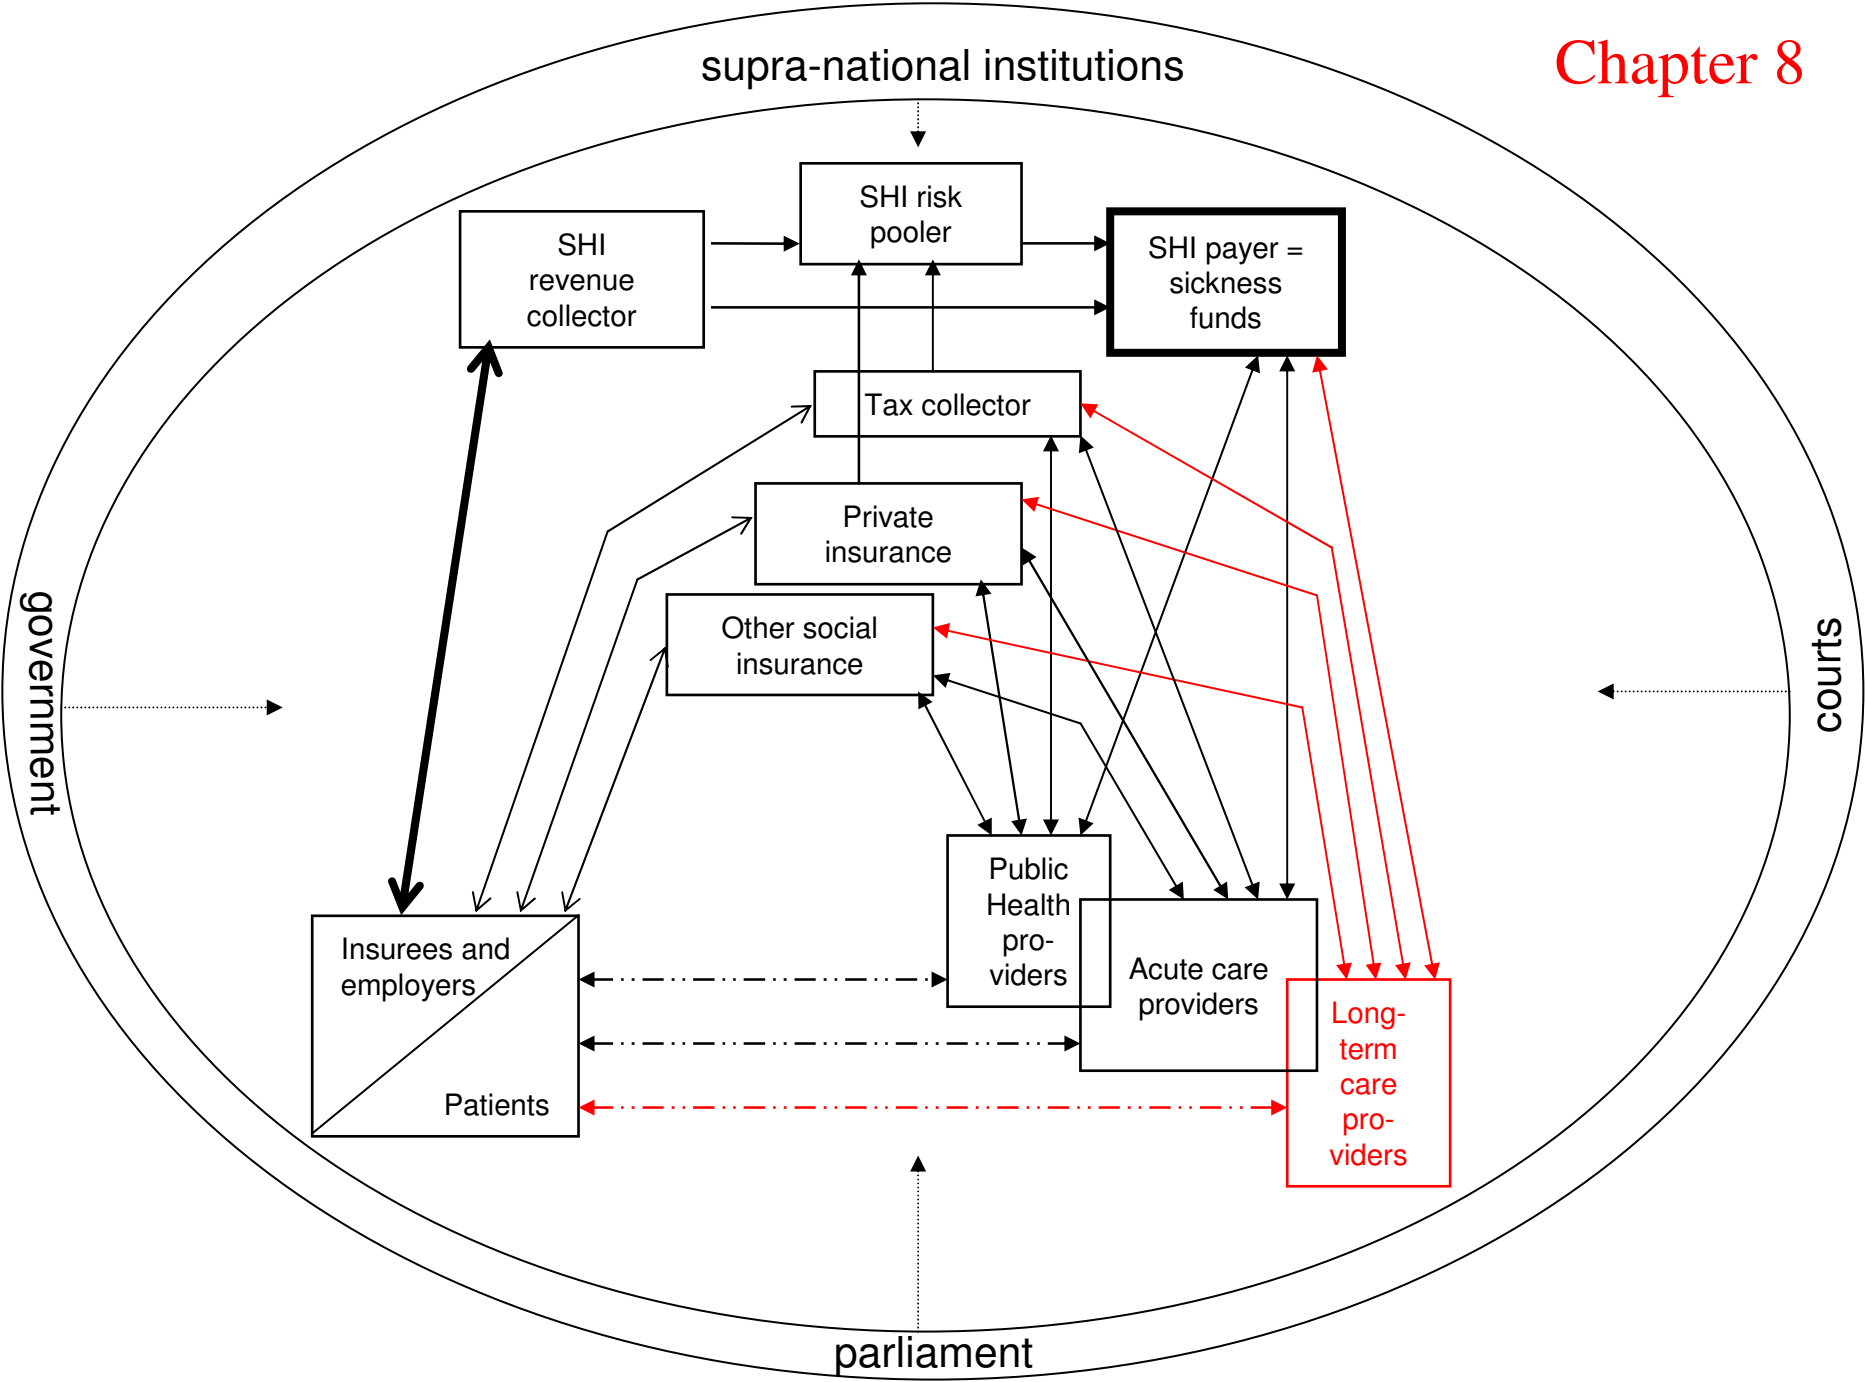 supra-national institutions
Chapter 8
SHI risk
pooler
SHI
revenue
collector
SHI payer =
sickness
funds
Tax collector
Private
insurance
Other social
insurance
government
courts
Public
Health
pro-
viders
Insurees and
employers
Acute care
providers
Long-
term
care
pro-
viders
Patients
parliament